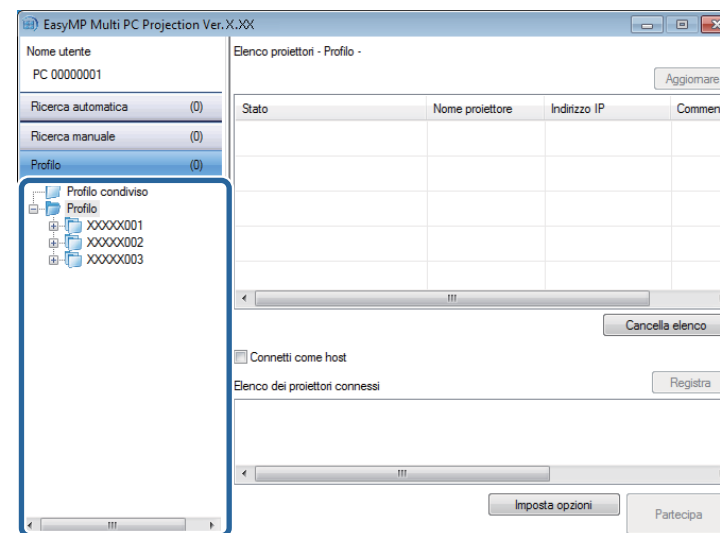 EasyMP Multi PC Projection Ver.X.XX
Nome utente
PC 00000001
Ricerca automatica (0)
Ricerca manuale (0)
Profilo (0)
Profilo condiviso
Profilo
XXXXX001
XXXXX002
XXXXX003
Elenco proiettori - Profilo -
Aggiornare
Stato Nome proiettore Indirizzo IP Commen
Cancella elenco
Connetti come host
Elenco dei proiettori connessi
Registra
Imposta opzioni
Partecipa